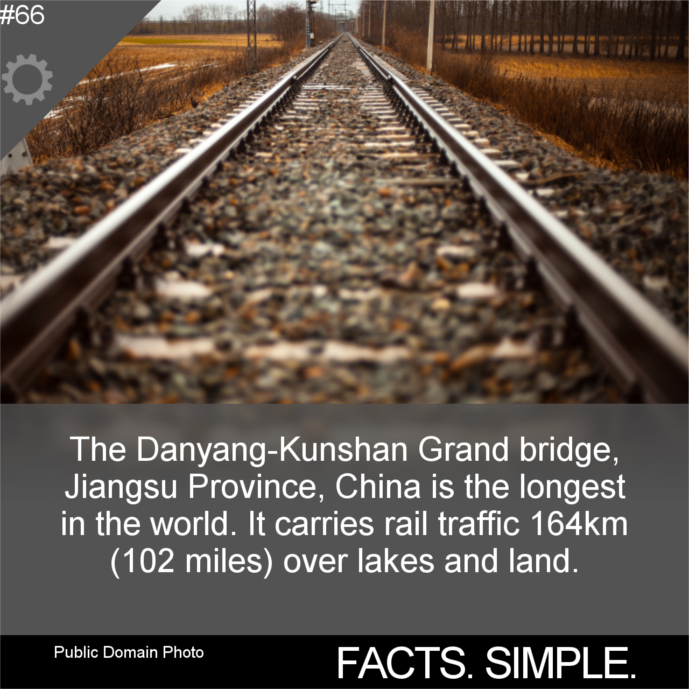 #66
The Danyang-Kunshan Grand bridge,
Jiangsu Province, China is the longest
in the world. It carries rail traffic 164km
(102 miles) over lakes and land.
Public Domain Photo
FACTS. SIMPLE.